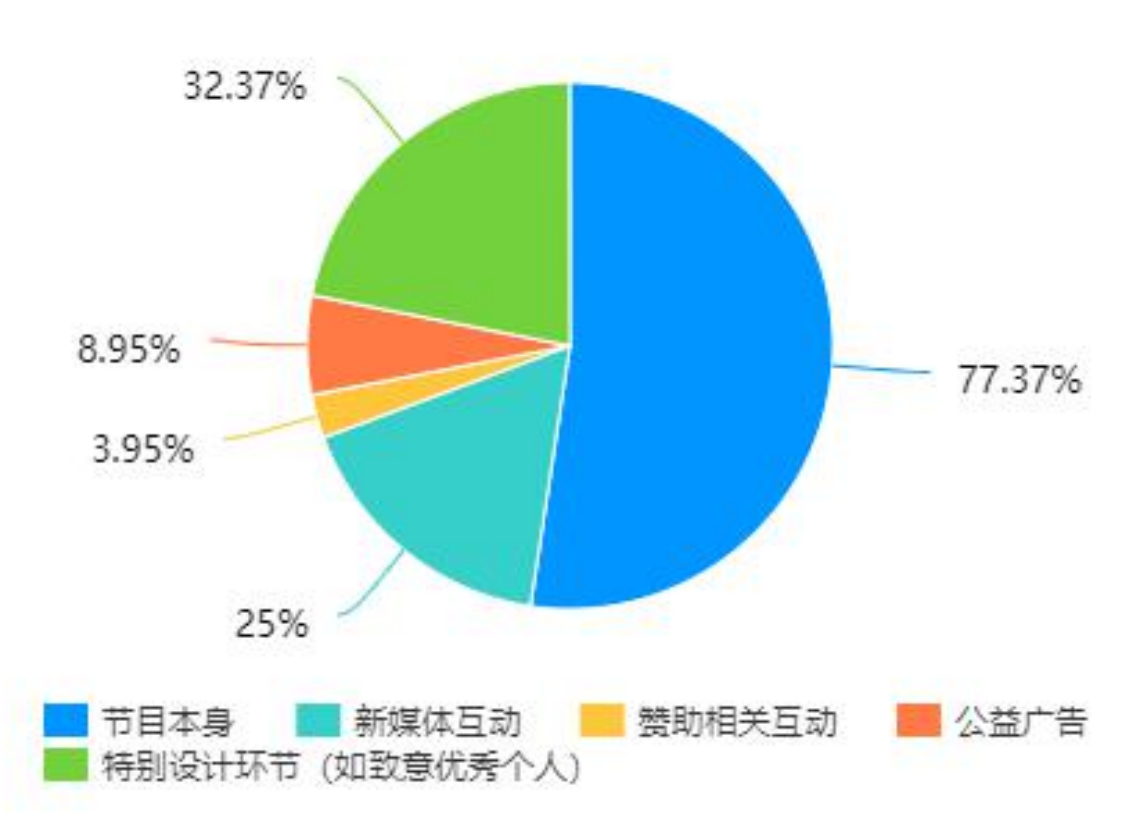 32.37%
8.95%
77.37%
3.95%
25%
节目本身 新媒体互动 赞助相关互动 公益广告
特别设计环节（如致意优秀个人）